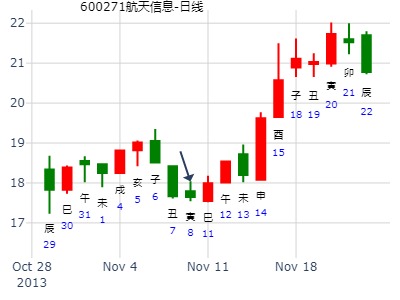 600271航天信息-日线
22
21
20
19
18
17
辰
29
巳
30
午
31
未
1
戌
4
亥
5
子
6
丑
7
寅
8
巳
11
午
12
未
13
申
14
酉
15
子
18
丑
19
寅
20
卯
21
辰
22
Oct 28
2013
Nov 4
Nov 11
Nov 18